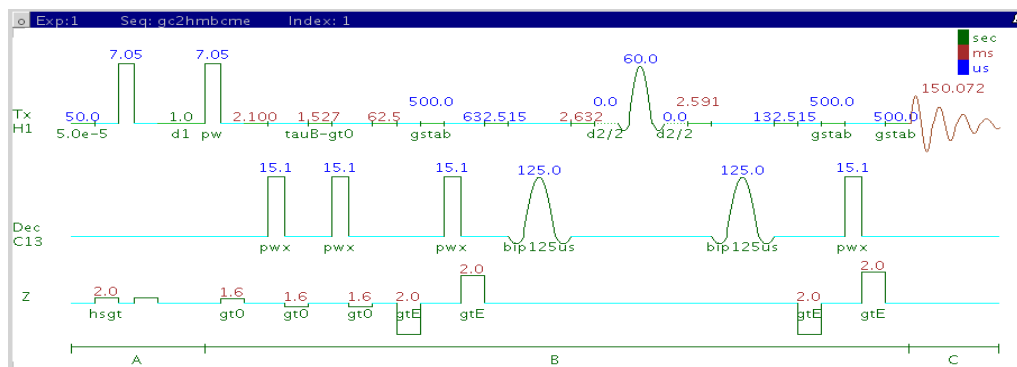 Exp:1 Seq: gc2hmbcme Index: 1
sec
ms
us
7.05 7.05 60.0
150.072
Tx
H1
50.0 1.0 2.100 1.527 62.5 500.0 632.515 2.632 0.0 2.591 0.0 132.515 500.0 500.0
5.0e-5 d1 pw tauB-gt0 gstab d2/2 d2/2 gstab gstab
15.1 15.1 15.1 125.0 125.0 15.1
Dec
C13
pwx pwx pwx bip125us bip125us pwx
2.0 1.6 1.6 1.6 2.0 2.0 2.0 2.0
Z
hsgt gt0 gt0 gt0 gtE gtE gtE gtE
A B C